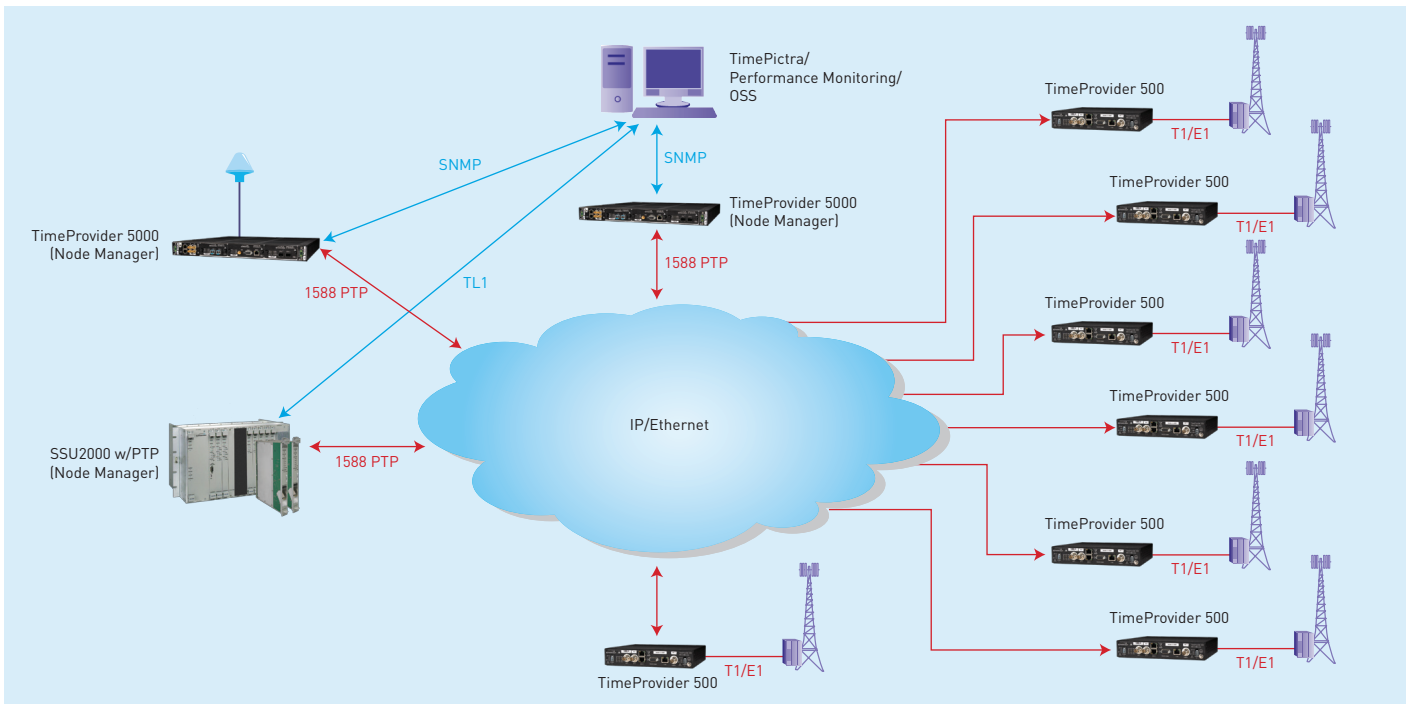 TimePictra/
Performance Monitoring/
OSS
SNMP
SNMP
TimeProvider 5000
(Node Manager)
TimeProvider 5000
(Node Manager)
1588 PTP
1588 PTP
TL1
SSU2000 w/PTP
(Node Manager)
1588 PTP
IP/Ethernet
TimeProvider 500
T1/E1
TimeProvider 500
T1/E1
TimeProvider 500
T1/E1
TimeProvider 500
T1/E1
TimeProvider 500
T1/E1
TimeProvider 500
T1/E1
TimeProvider 500
T1/E1